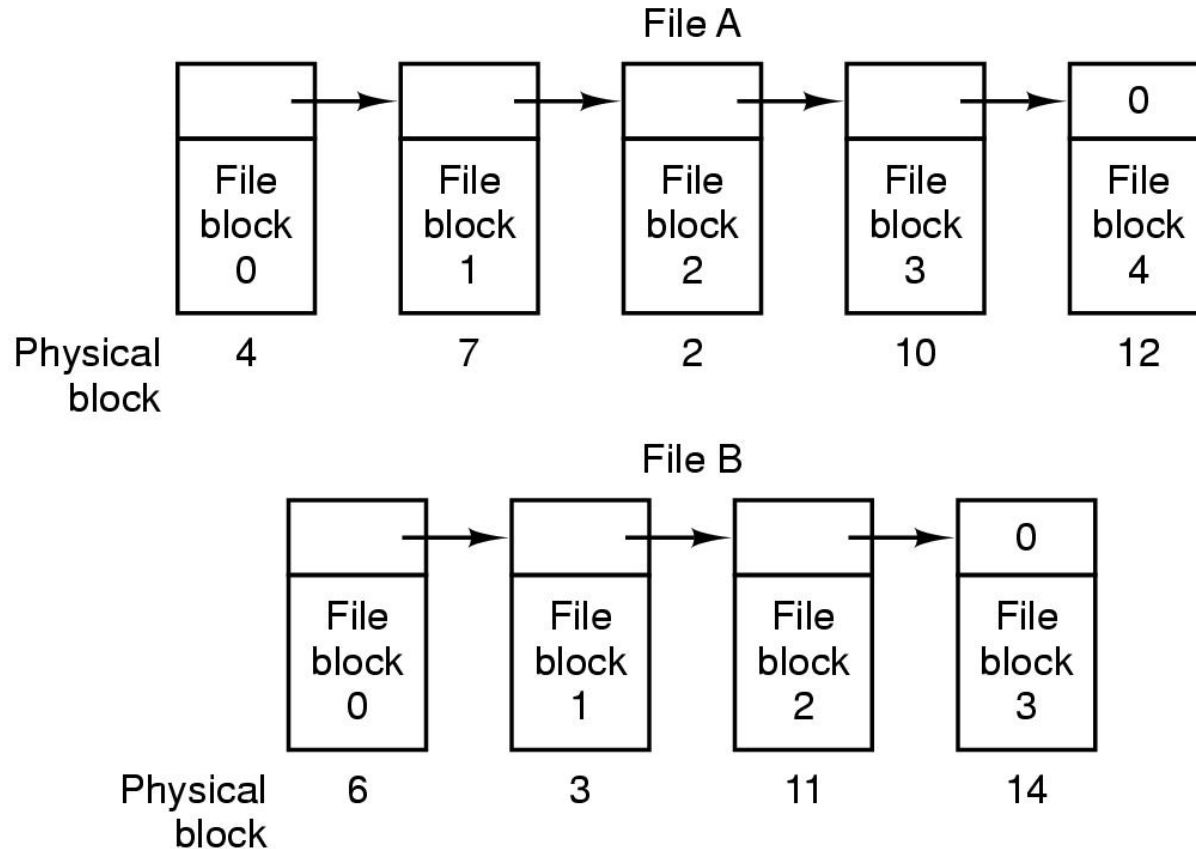 File A
0
File File File File File
block block block block block
0 1 2 3 4
Physical 4 7 2 10 12
block
File B
0
File File File File
block block block block
0 1 2 3
Physical 6 3 11 14
block